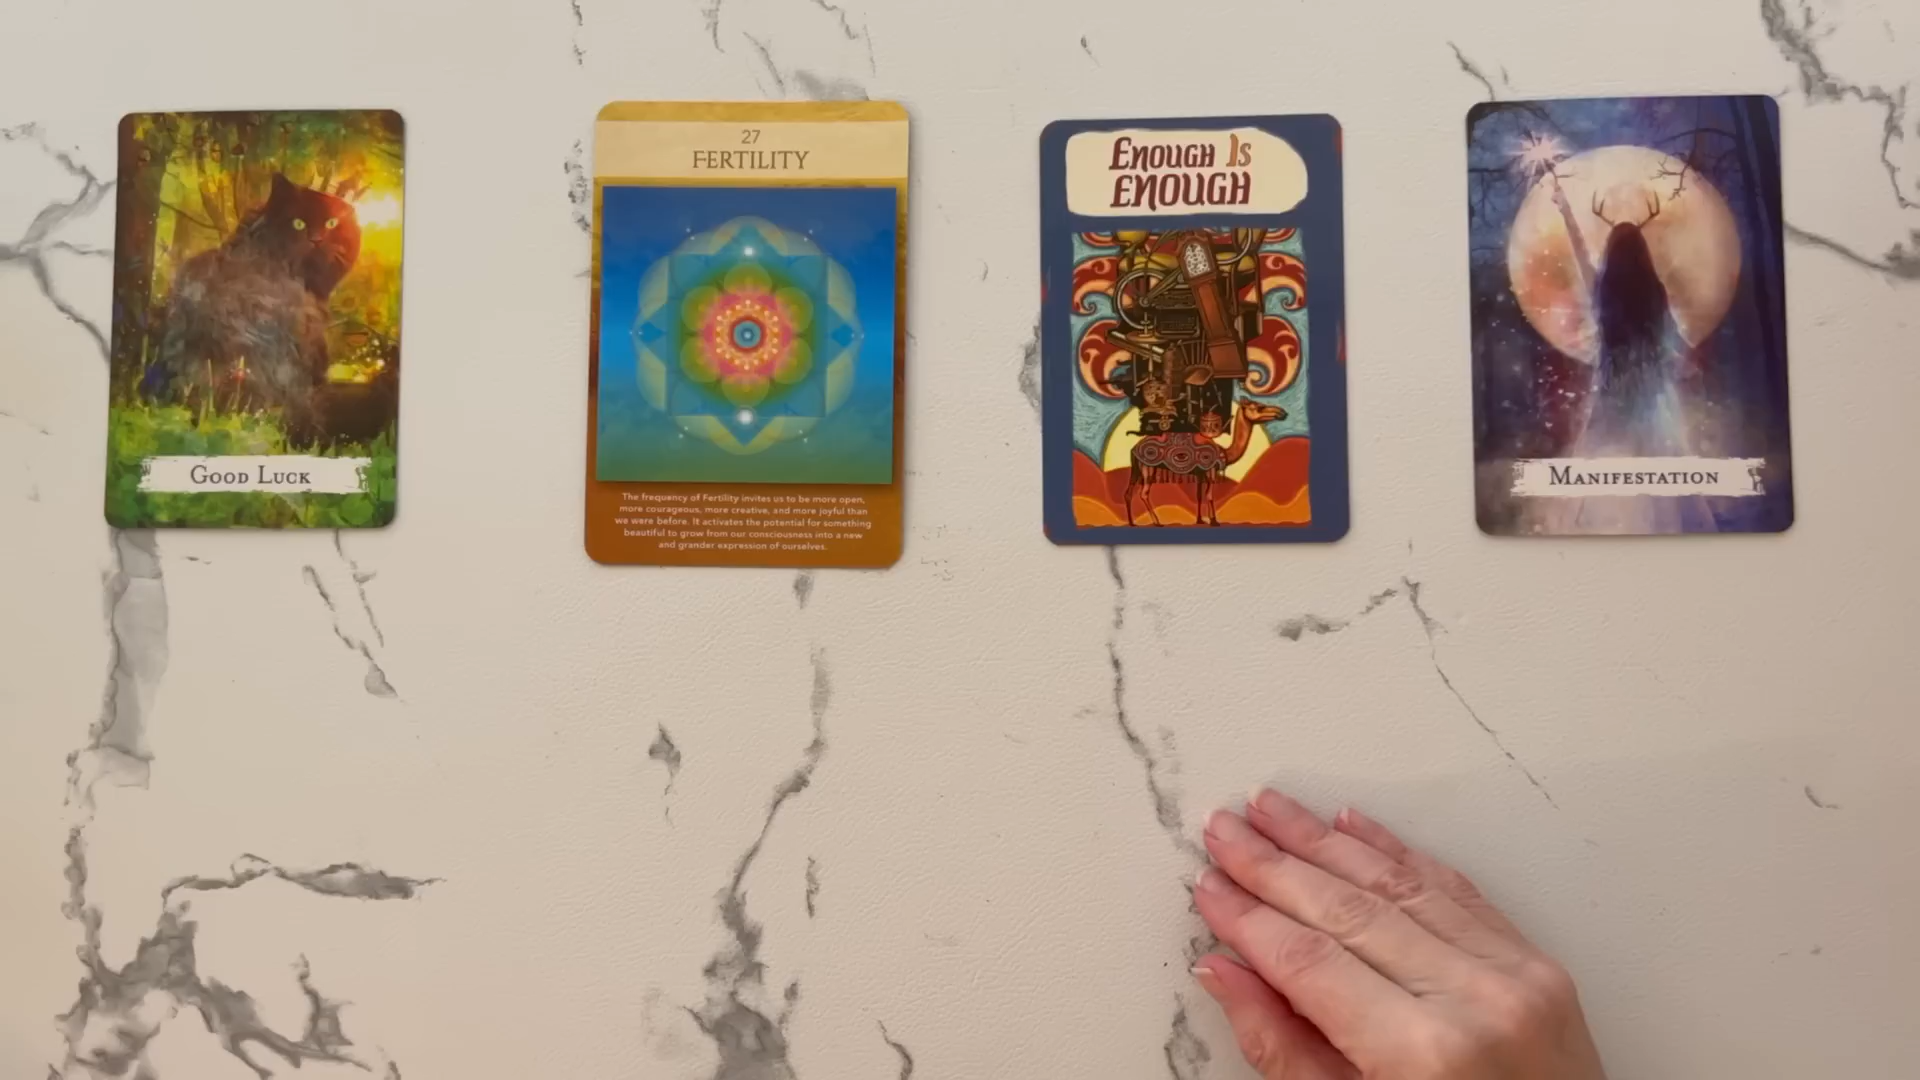 Good Luck
27
FERTILITY
The frequency of Fertility invites us to be more open,
more courageous, more creative, and more joyful than
we were before. It activates the potential for something
beautiful to grow from our consciousness into a new
and grander expression of ourselves.
Enough Is
ENOUGH
Manifestation